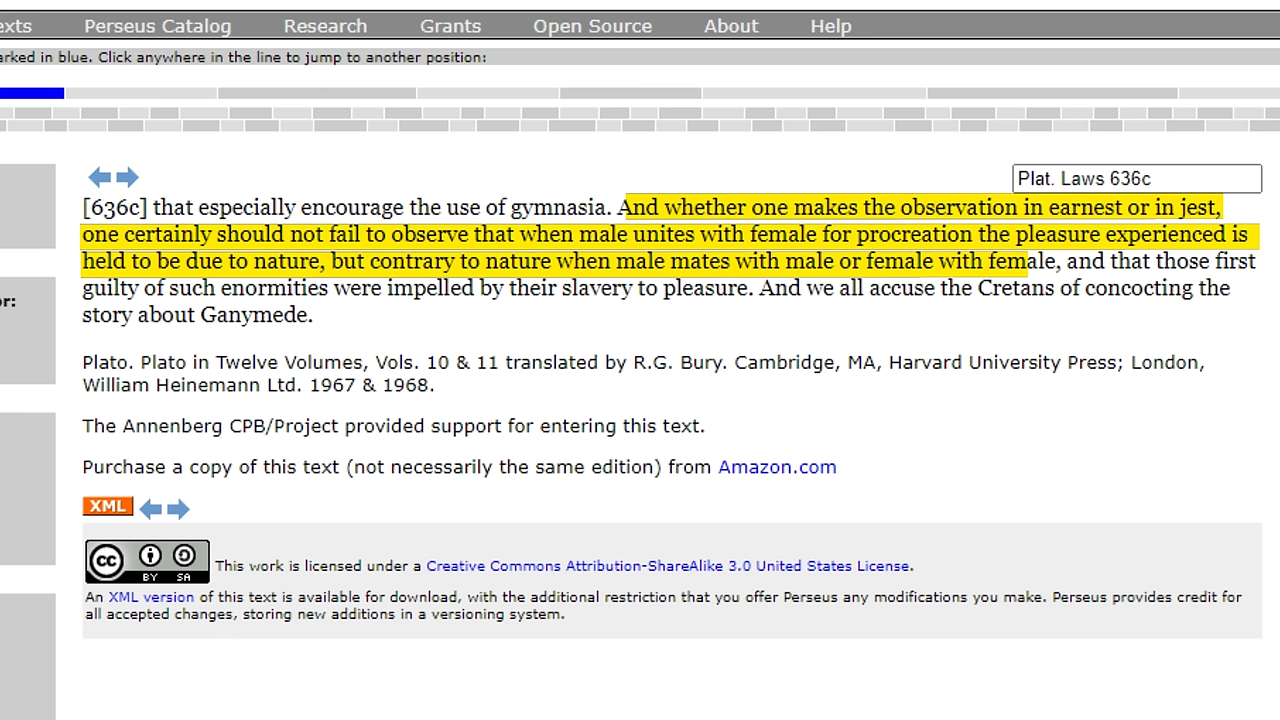 exts Perseus Catalog Research Grants Open Source About Help
arked in blue. Click anywhere in the line to jump to another position:
Plat. Laws 636c
[636c] that especially encourage the use of gymnasia. And whether one makes the observation in earnest or in jest,
one certainly should not fail to observe that when male unites with female for procreation the pleasure experienced is
held to be due to nature, but contrary to nature when male mates with male or female with female, and that those first
guilty of such enormities were impelled by their slavery to pleasure. And we all accuse the Cretans of concocting the
or:
story about Ganymede.
Plato. Plato in Twelve Volumes, Vols. 10 & 11 translated by R.G. Bury. Cambridge, MA, Harvard University Press; London,
William Heinemann Ltd. 1967 & 1968.
The Annenberg CPB/Project provided support for entering this text.
Purchase a copy of this text (not necessarily the same edition) from Amazon.com
XML
cc BY SA
This work is licensed under a Creative Commons Attribution-ShareAlike 3.0 United States License.
An XML version of this text is available for download, with the additional restriction that you offer Perseus any modifications you make. Perseus provides credit for
all accepted changes, storing new additions in a versioning system.